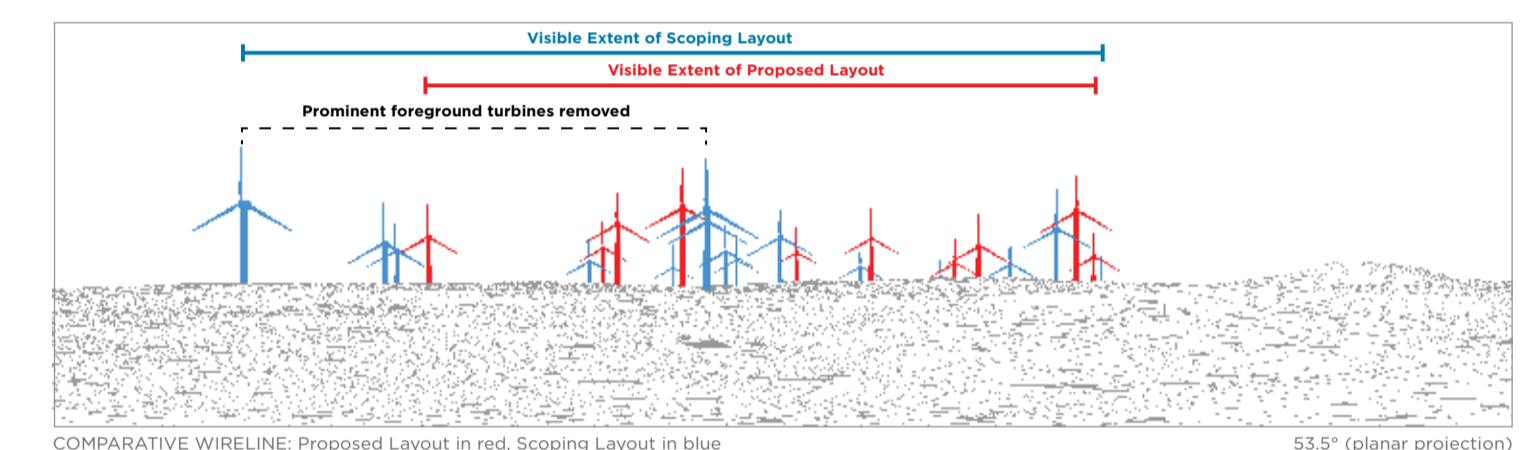 Visible Extent of Scoping Layout
Visible Extent of Proposed Layout
Prominent foreground turbines removed
COMPARATIVE WIRELINE: Proposed Layout in red, Scoping Layout in blue
53.5° (planar projection)